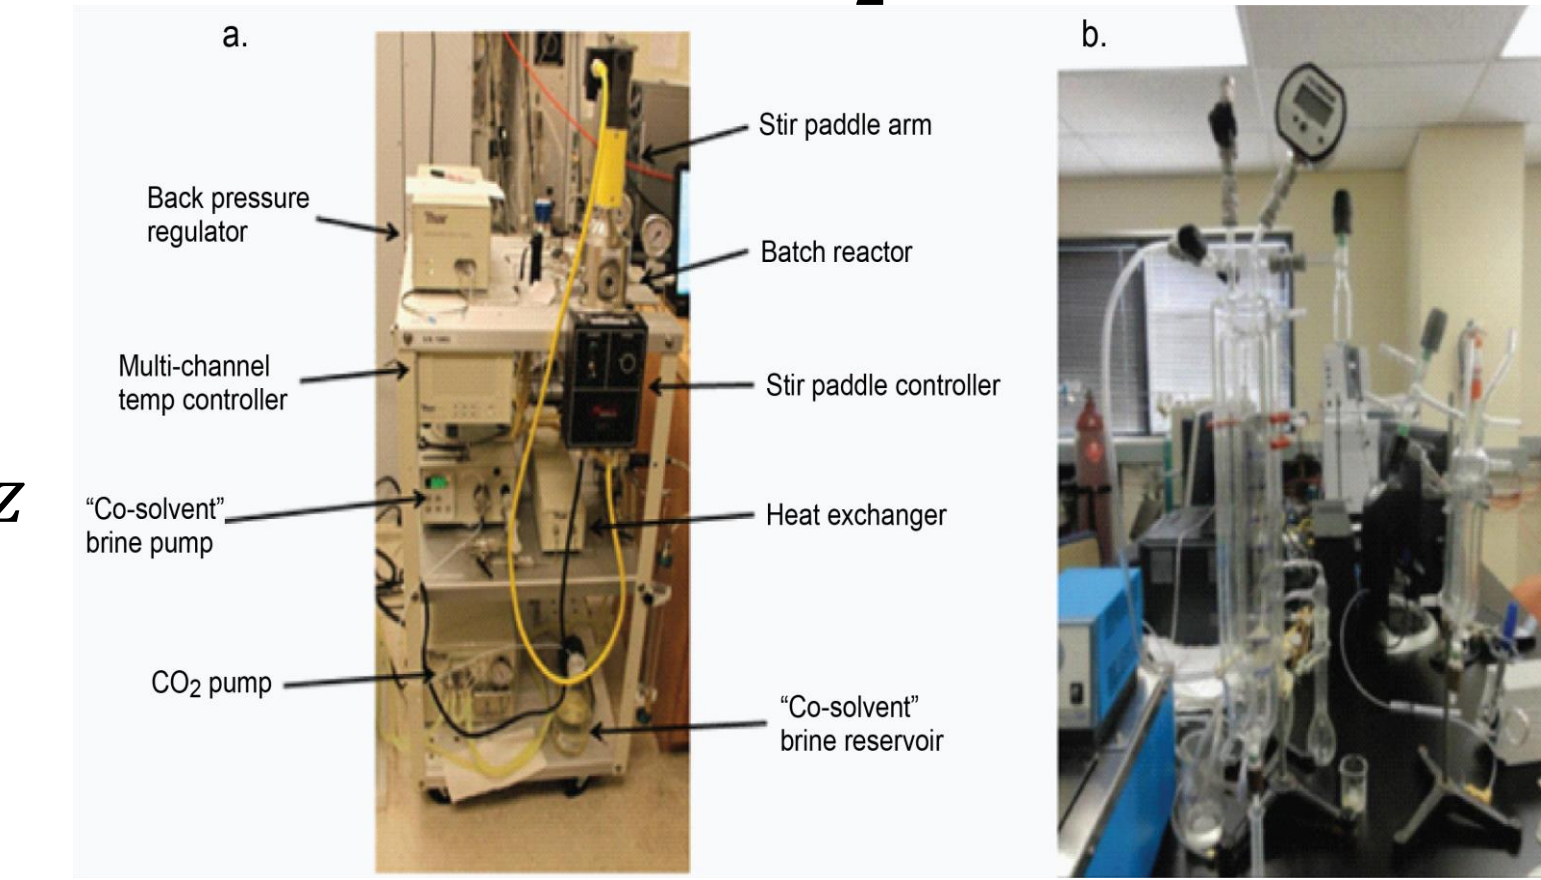 a.
b.
Stir paddle arm
Back pressure
regulator
Batch reactor
Multi-channel
temp controller
Stir paddle controller
“Co-solvent”
brine pump
Heat exchanger
z
CO2 pump
“Co-solvent”
brine reservoir